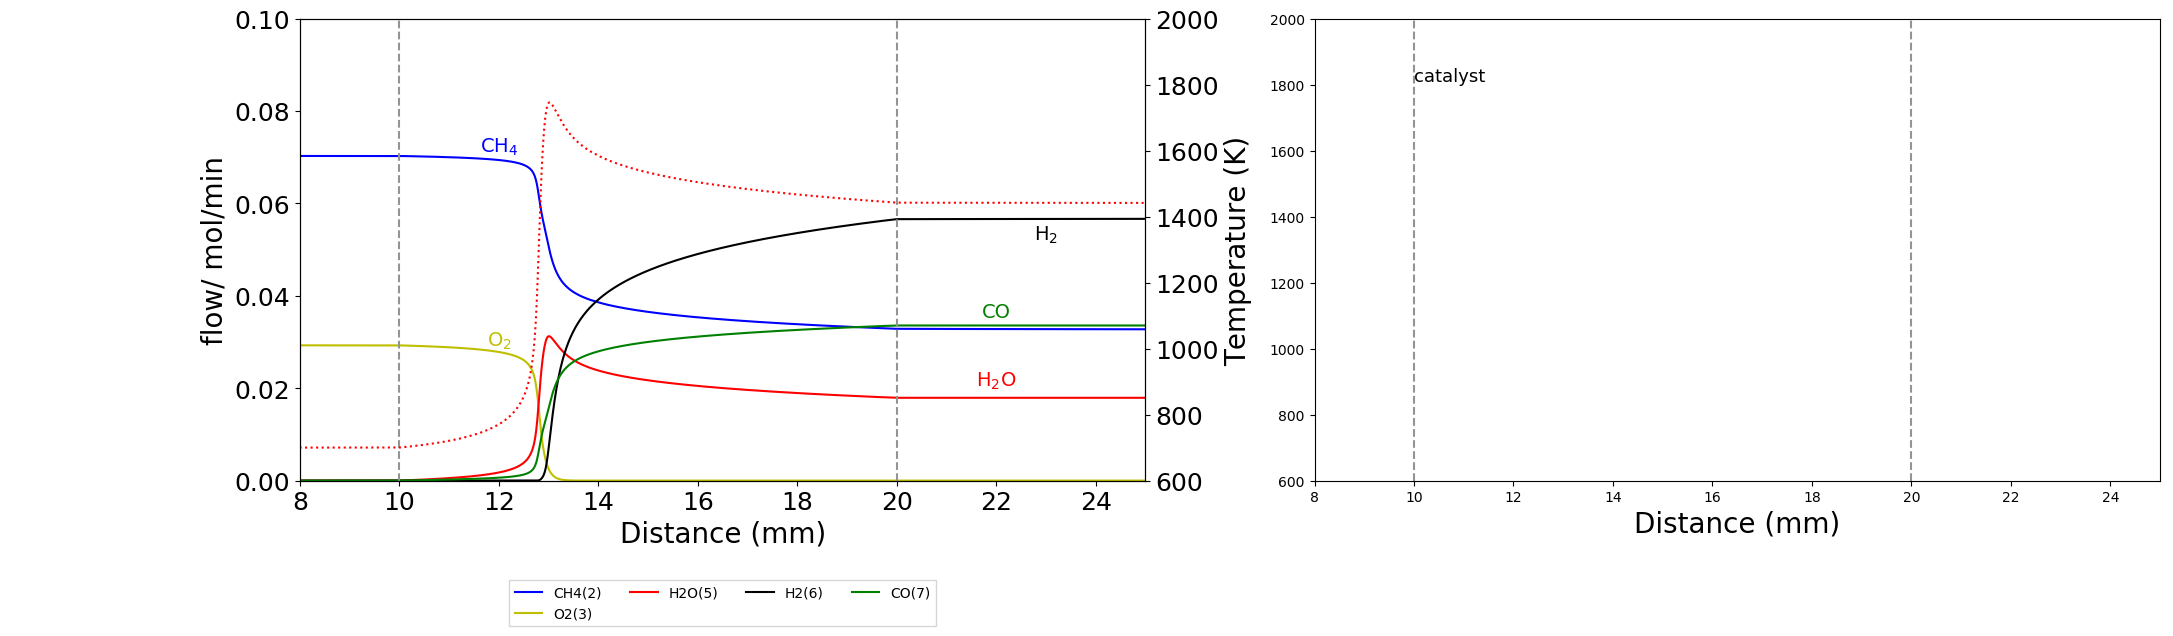 0.10
0.08
0.06
0.04
0.02
0.00
flow/ mol/min
CH₄
O₂
H₂
CO
H₂O
2000
1800
1600
1400
1200
1000
800
600
Temperature (K)
8 10 12 14 16 18 20 22 24
Distance (mm)
CH4(2) H2O(5) H2(6) CO(7)
O2(3)
2000
1800
1600
1400
1200
1000
800
600
catalyst
8 10 12 14 16 18 20 22 24
Distance (mm)